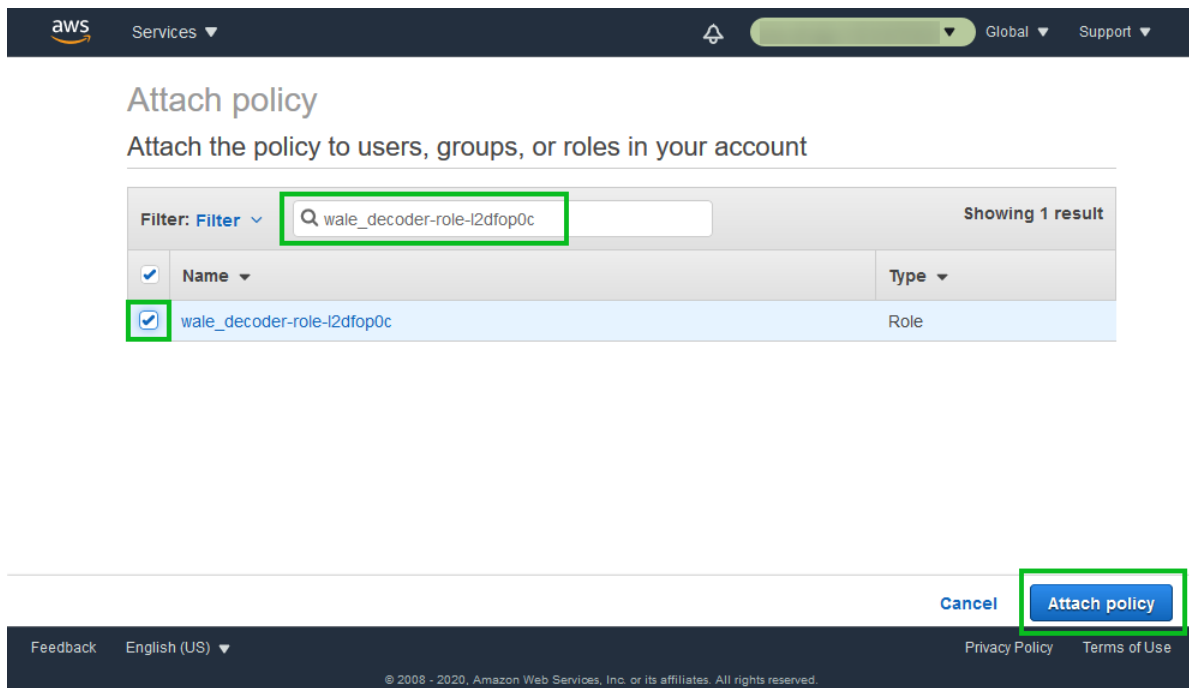 aws Services Global Support
Attach policy
Attach the policy to users, groups, or roles in your account
Filter: Filter wale_decoder-role-l2dfop0c Showing 1 result
Name Type
wale_decoder-role-l2dfop0c Role
Cancel Attach policy
Feedback English (US) Privacy Policy Terms of Use
© 2008 - 2020, Amazon Web Services, Inc. or its affiliates. All rights reserved.